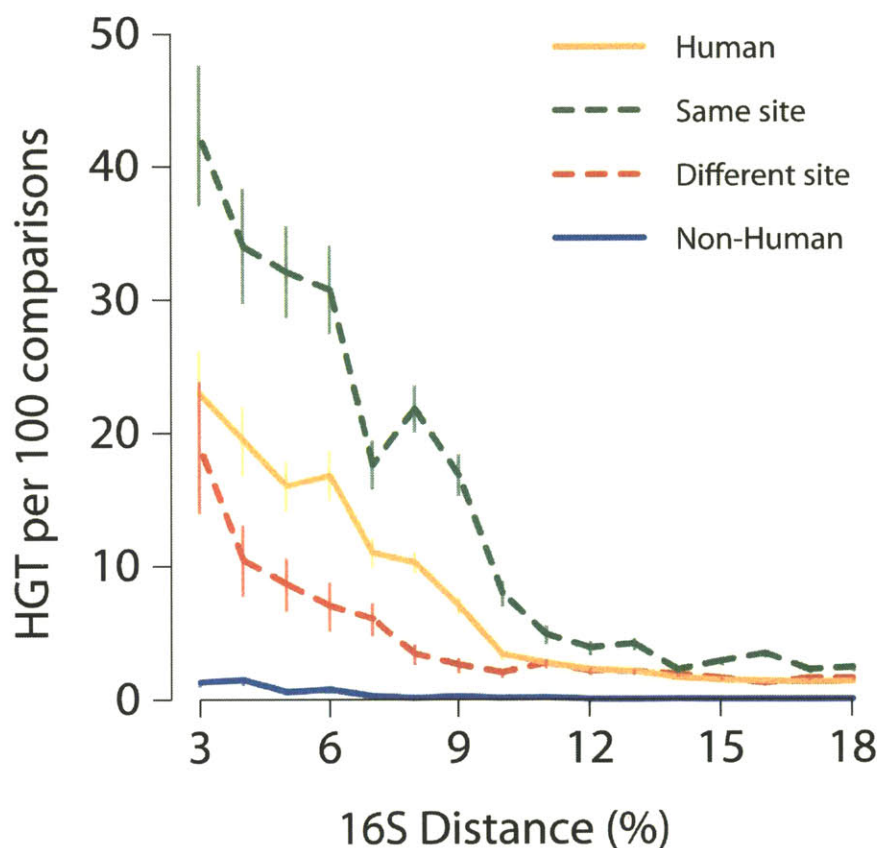 HGT per 100 comparisons
50
40
30
20
10
0
Human
Same site
Different site
Non-Human
3 6 9 12 15 18
16S Distance (%)